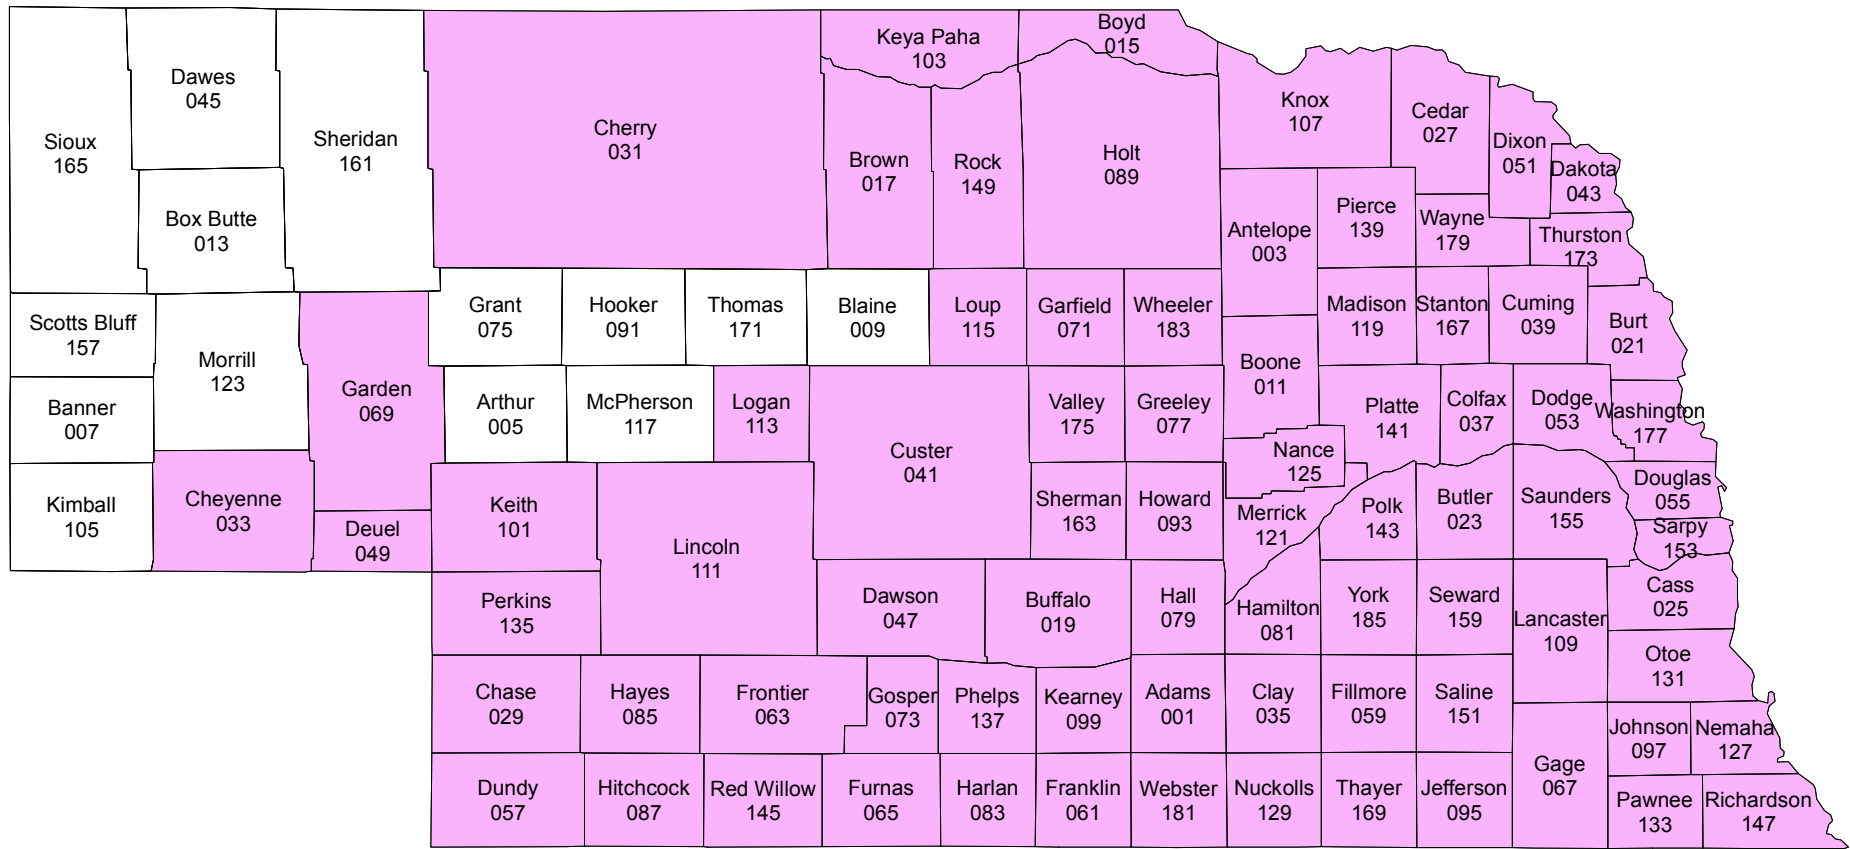 Sioux
165
Dawes
045
Box Butte
013
Sheridan
161
Cherry
031
Keya Paha
103
Boyd
015
Brown
017
Rock
149
Holt
089
Knox
107
Cedar
027
Dixon
051
Dakota
043
Antelope
003
Pierce
139
Wayne
179
Thurston
173
Scotts Bluff
157
Morrill
123
Garden
069
Grant
075
Hooker
091
Thomas
171
Blaine
009
Loup
115
Garfield
071
Wheeler
183
Boone
011
Madison
119
Stanton
167
Cuming
039
Burt
021
Banner
007
Arthur
005
McPherson
117
Logan
113
Custer
041
Valley
175
Greeley
077
Nance
125
Platte
141
Colfax
037
Dodge
053
Washington
177
Kimball
105
Cheyenne
033
Deuel
049
Keith
101
Lincoln
111
Sherman
163
Howard
093
Merrick
121
Polk
143
Butler
023
Saunders
155
Douglas
055
Sarpy
153
Perkins
135
Dawson
047
Buffalo
019
Hall
079
Hamilton
081
York
185
Seward
159
Lancaster
109
Cass
025
Otoe
131
Chase
029
Hayes
085
Frontier
063
Gosper
073
Phelps
137
Kearney
099
Adams
001
Clay
035
Fillmore
059
Saline
151
Johnson
097
Nemaha
127
Dundy
057
Hitchcock
087
Red Willow
145
Furnas
065
Harlan
083
Franklin
061
Webster
181
Nuckolls
129
Thayer
169
Jefferson
095
Gage
067
Pawnee
133
Richardson
147